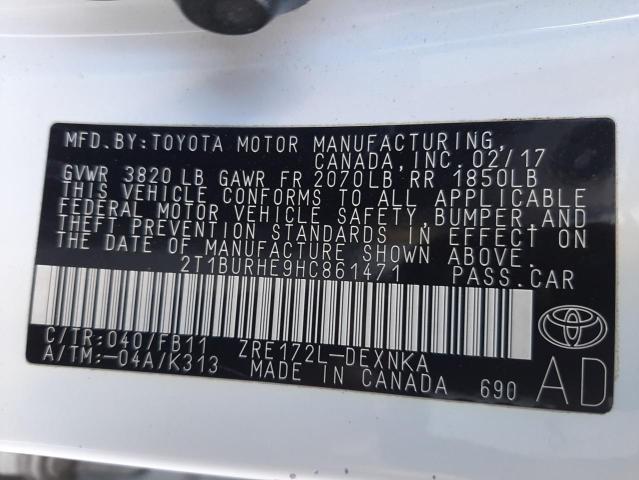 MFD.BY:TOYOTA MOTOR MANUFACTURING,
CANADA,INC.02/17
GVWR 3820 LB GAWR FR 2070LB RR 1850LB
THIS VEHICLE CONFORMS TO ALL APPLICABLE
FEDERAL MOTOR VEHICLE SAFETY, BUMPER,AND
THEFT PREVENTION STANDARDS IN EFFECT ON
THE DATE OF MANUFACTURE SHOWN ABOVE.
2T1BURHE9HC861471 PASS.CAR
C/TR:040/FB11 ZRE172L-DEXNKA
A/TM:-04A/K313 MADE IN CANADA 690
AD